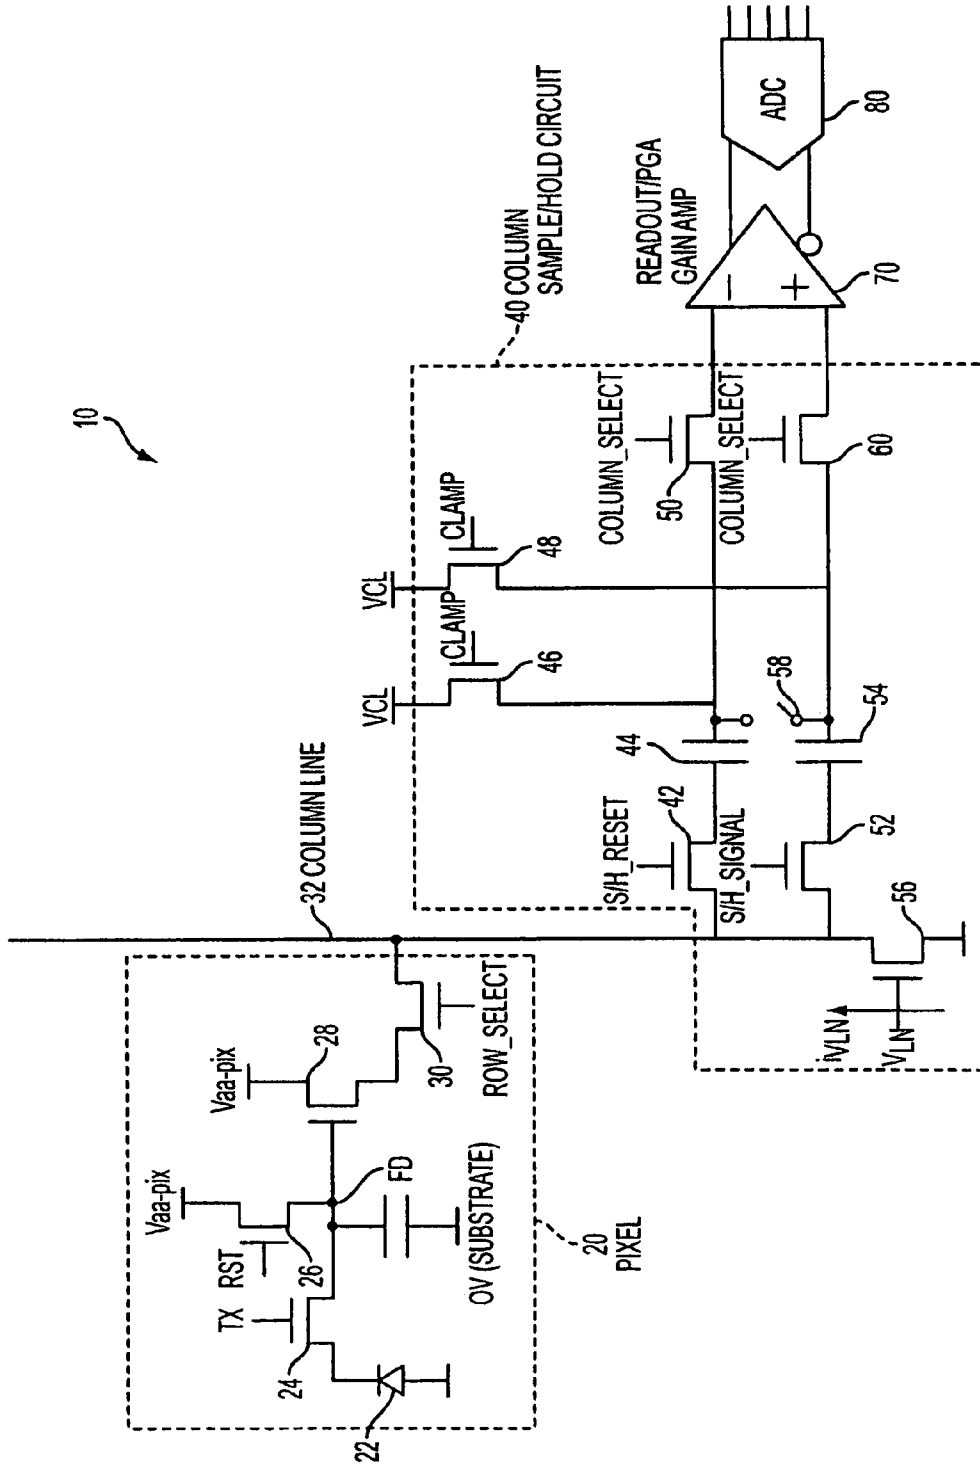 10
32 COLUMN LINE
40 COLUMN
SAMPLE/HOLD CIRCUIT
Vaa-pix
Vaa-pix
TX
RST
24
26
28
22
FD
30
ROW_SELECT
0V (SUBSTRATE)
20
PIXEL
VCL
VCL
CLAMP
CLAMP
46
48
S/H_RESET
42
44
COLUMN_SELECT
50
S/H_SIGNAL
52
54
58
COLUMN_SELECT
60
iVLN
VLN
56
READOUT/PGA
GAIN AMP
−
+
70
ADC
80